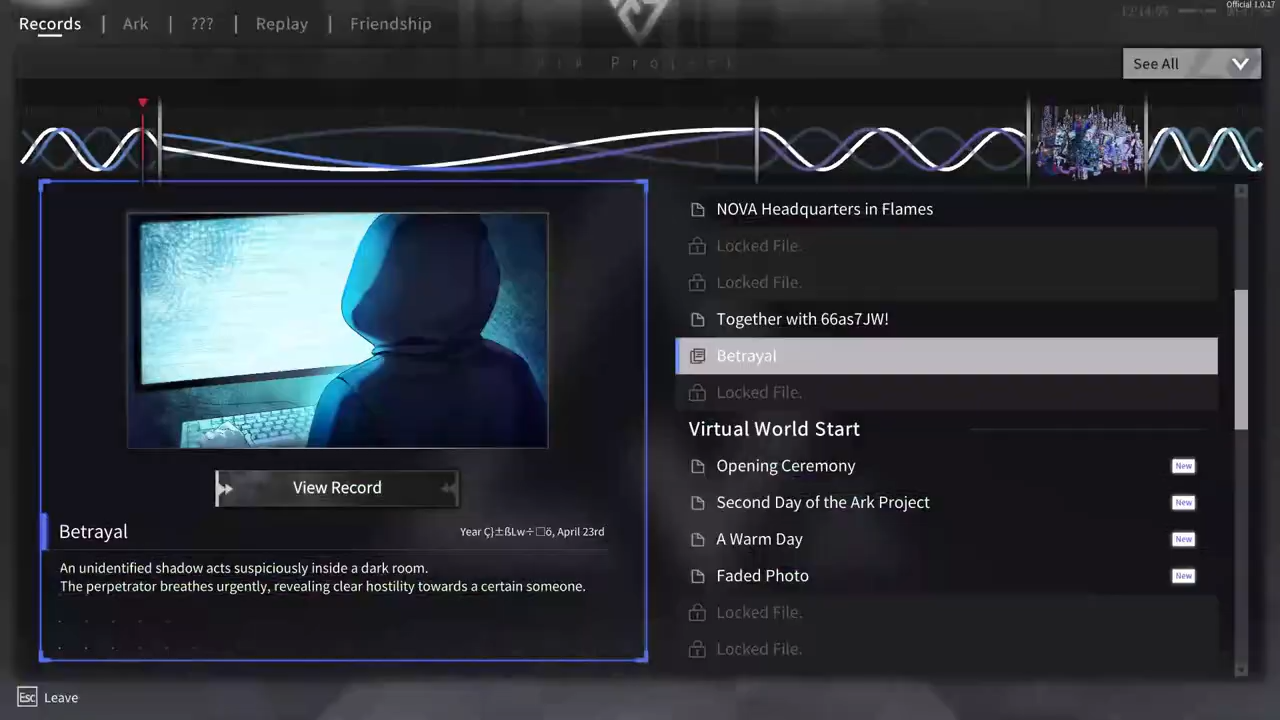 Official 1.0.17
Records | Ark | ??? | Replay | Friendship
See All
NOVA Headquarters in Flames
Locked File.
Locked File.
Together with 66as7JW!
Betrayal
Locked File.
Virtual World Start
Opening Ceremony New
Second Day of the Ark Project New
A Warm Day New
Faded Photo New
Locked File.
Locked File.
View Record
Betrayal
Year Ç}±ßLw÷□ö, April 23rd
An unidentified shadow acts suspiciously inside a dark room.
The perpetrator breathes urgently, revealing clear hostility towards a certain someone.
Esc Leave